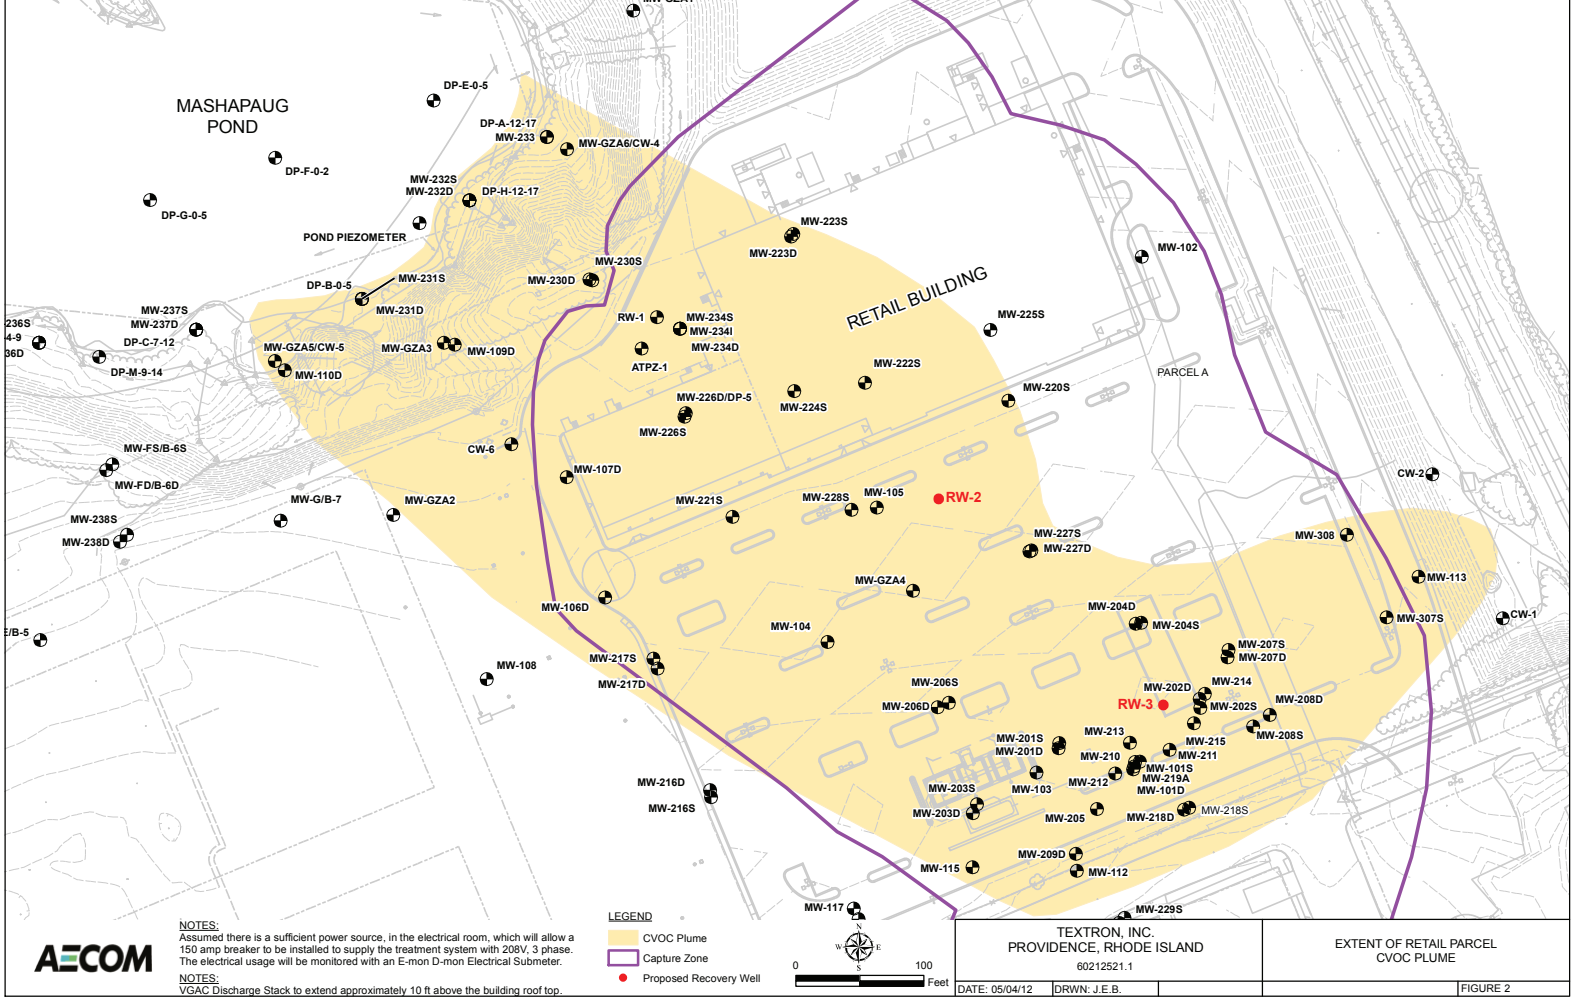 MASHAPAUG
POND
DP-E-0-5
DP-A-12-17
MW-233
MW-GZA6/CW-4
DP-F-0-2
MW-232S
MW-232D
DP-H-12-17
DP-G-0-5
POND PIEZOMETER
MW-223S
MW-223D
MW-102
MW-230S
MW-230D
MW-231S
DP-B-0-5
MW-231D
RETAIL BUILDING
MW-237S
MW-237D
DP-C-7-12
-236S
4-9
36D
DP-M-9-14
MW-GZA5/CW-5
MW-110D
MW-GZA3
MW-109D
RW-1
MW-234S
MW-234I
MW-234D
ATPZ-1
MW-225S
MW-222S
MW-224S
MW-220S
PARCEL A
MW-226D/DP-5
MW-226S
CW-6
MW-107D
MW-FS/B-6S
MW-FD/B-6D
MW-G/B-7
MW-GZA2
MW-238S
MW-238D
MW-221S
MW-228S
MW-105
RW-2
CW-2
MW-227S
MW-227D
MW-308
MW-113
MW-GZA4
MW-106D
MW-104
MW-204D
MW-204S
MW-307S
CW-1
E/B-5
MW-108
MW-217S
MW-217D
MW-207S
MW-207D
MW-206S
MW-206D
MW-202D
MW-214
RW-3
MW-202S
MW-208D
MW-208S
MW-201S
MW-201D
MW-213
MW-210
MW-215
MW-211
MW-101S
MW-219A
MW-101D
MW-212
MW-103
MW-216D
MW-216S
MW-203S
MW-203D
MW-205
MW-218D
MW-218S
MW-209D
MW-115
MW-112
MW-117
MW-229S
AECOM
NOTES:
Assumed there is a sufficient power source, in the electrical room, which will allow a
150 amp breaker to be installed to supply the treatment system with 208V, 3 phase.
The electrical usage will be monitored with an E-mon D-mon Electrical Submeter.
NOTES:
VGAC Discharge Stack to extend approximately 10 ft above the building roof top.
LEGEND
CVOC Plume
Capture Zone
Proposed Recovery Well
N
W
E
S
0
100
Feet
TEXTRON, INC.
PROVIDENCE, RHODE ISLAND
60212521.1
DATE: 05/04/12
DRWN: J.E.B.
EXTENT OF RETAIL PARCEL
CVOC PLUME
FIGURE 2